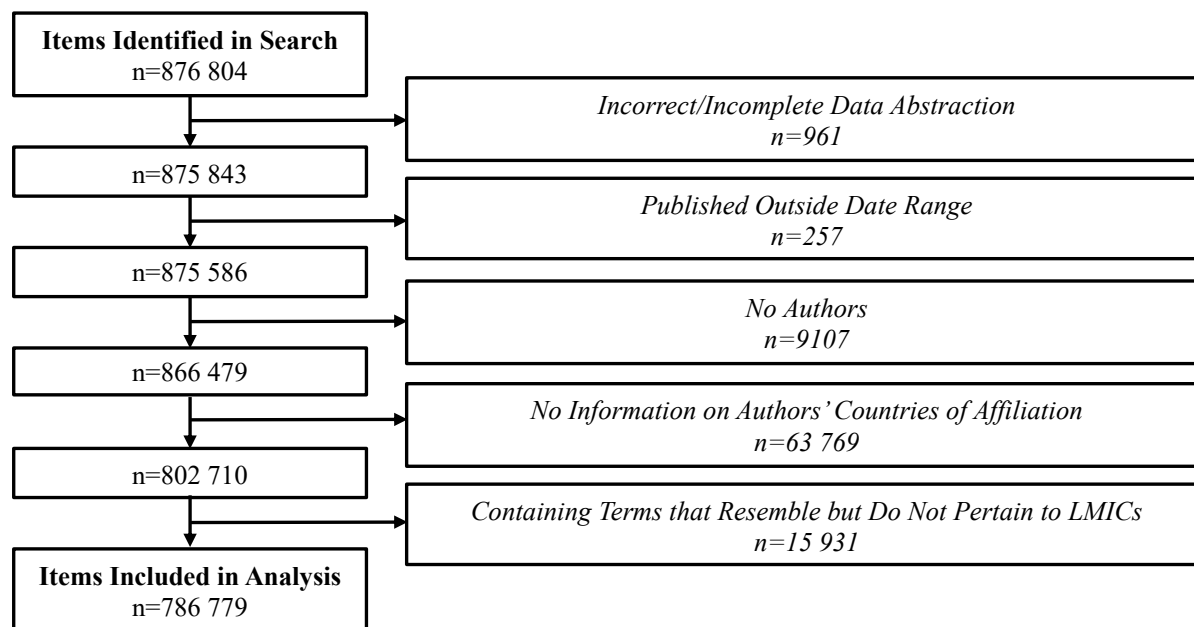 Items Identified in Search
n=876 804
Incorrect/Incomplete Data Abstraction
n=961
n=875 843
Published Outside Date Range
n=257
n=875 586
No Authors
n=9107
n=866 479
No Information on Authors’ Countries of Affiliation
n=63 769
n=802 710
Containing Terms that Resemble but Do Not Pertain to LMICs
n=15 931
Items Included in Analysis
n=786 779